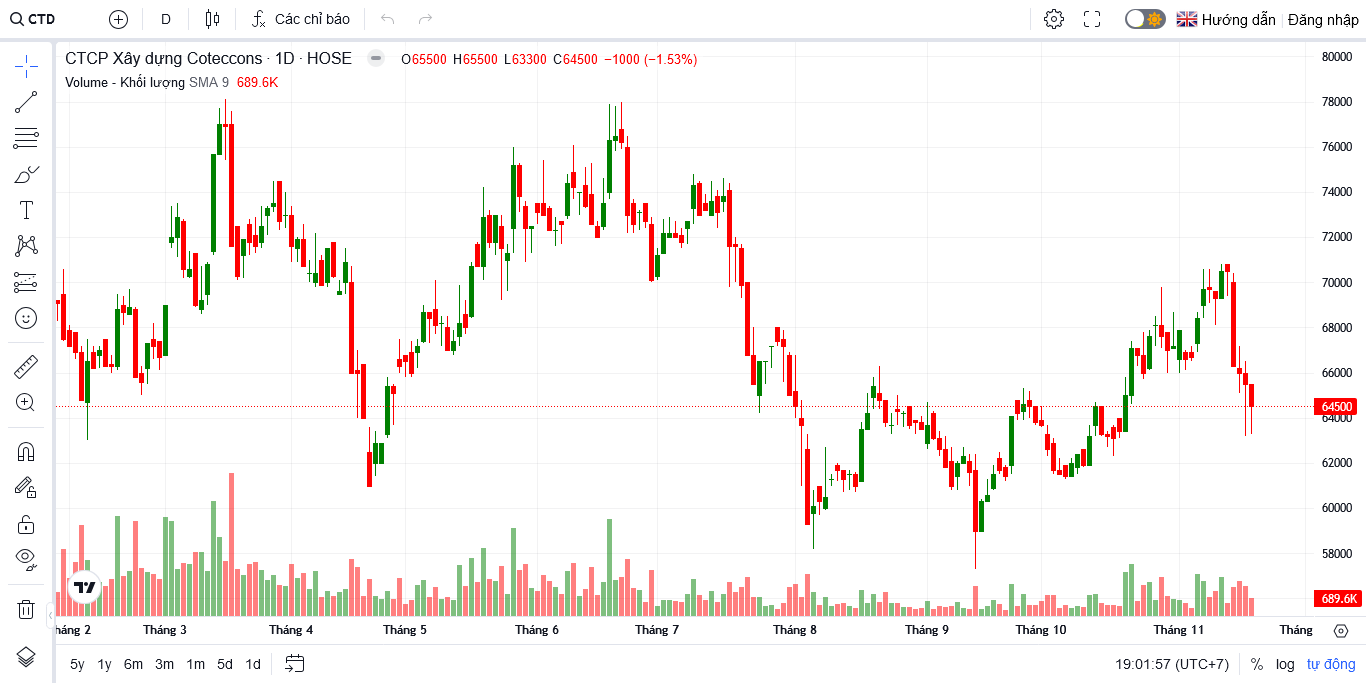 CTD D Các chỉ báo Hướng dẫn Đăng nhập
CTCP Xây dựng Coteccons · 1D · HOSE O65500 H65500 L63300 C64500 −1000 (−1.53%)
Volume - Khối lượng SMA 9 689.6K
80000
78000
76000
74000
72000
70000
68000
66000
64500
64000
62000
60000
58000
689.6K
háng 2 Tháng 3 Tháng 4 Tháng 5 Tháng 6 Tháng 7 Tháng 8 Tháng 9 Tháng 10 Tháng 11 Tháng
5y 1y 6m 3m 1m 5d 1d 19:01:57 (UTC+7) % log tự động